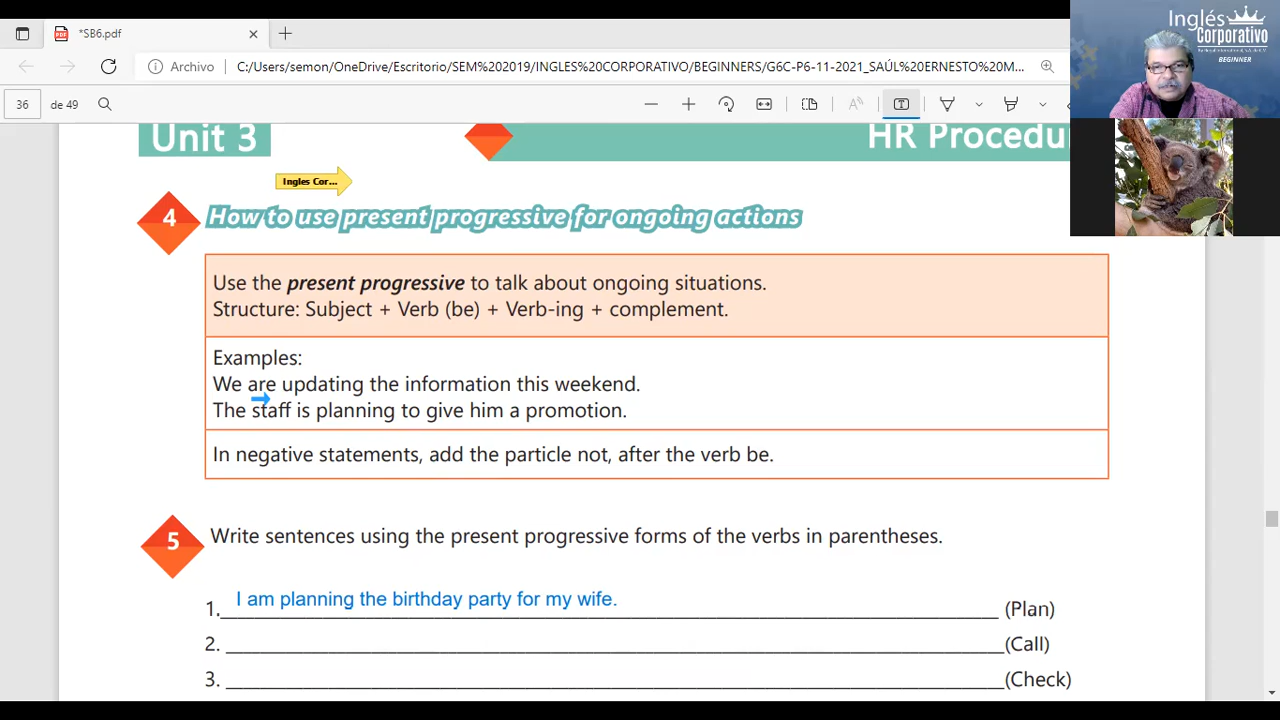 *SB6.pdf
Archivo
C:/Users/semon/OneDrive/Escritorio/SEM%202019/INGLES%20CORPORATIVO/BEGINNERS/G6C-P6-11-2021_SAÚL%20ERNESTO%20M...
36 de 49
Inglés
Corporativo
BEGINNER
Unit 3
HR Procedu
Ingles Cor...
4 How to use present progressive for ongoing actions
Use the present progressive to talk about ongoing situations.
Structure: Subject + Verb (be) + Verb-ing + complement.
Examples:
We are updating the information this weekend.
The staff is planning to give him a promotion.
In negative statements, add the particle not, after the verb be.
5 Write sentences using the present progressive forms of the verbs in parentheses.
I am planning the birthday party for my wife.
1. (Plan)
2. (Call)
3. (Check)